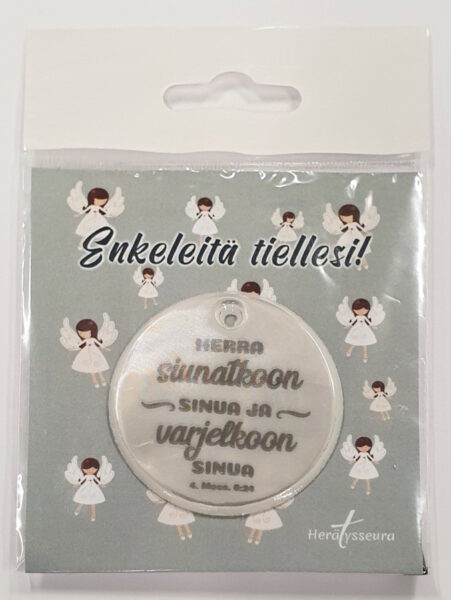 Enkeleitä tiellesi!
HERRA
siunatkoon
SINUA JA
varjelkoon
SINUA
4. Moos. 6:24
Herätysseura